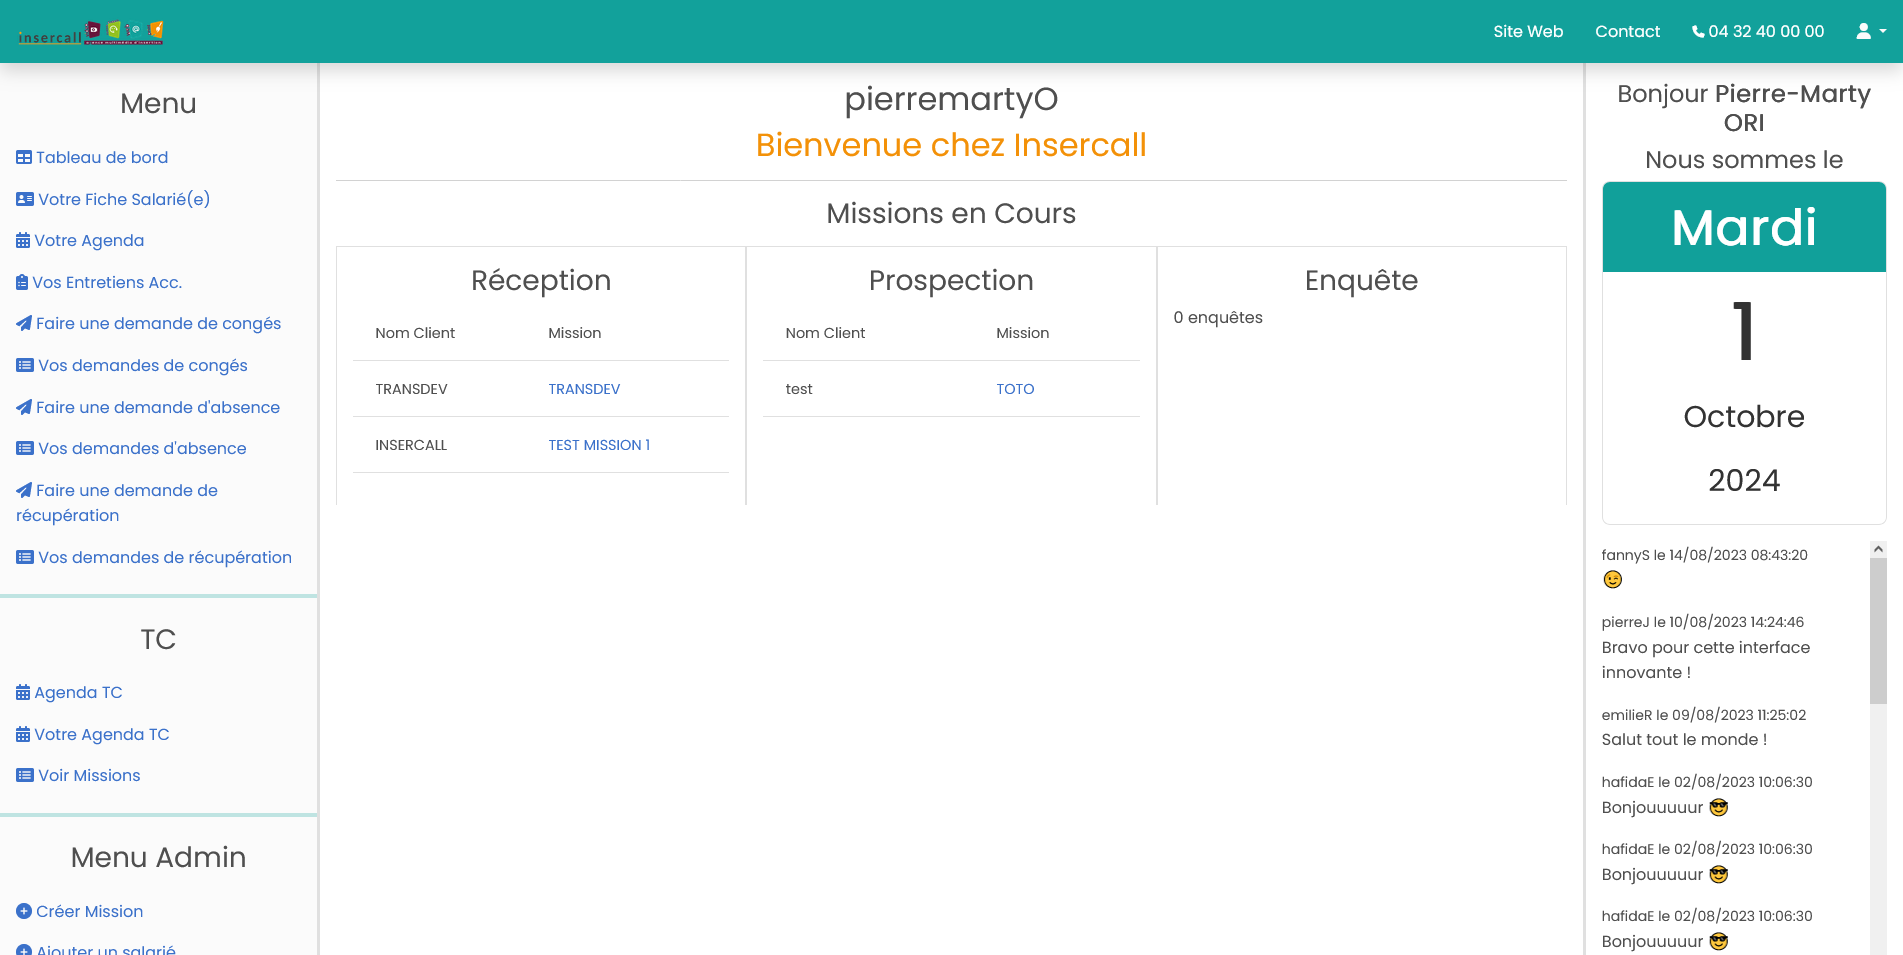 insercall
Site Web
Contact
04 32 40 00 00
Menu
Tableau de bord
Votre Fiche Salarié(e)
Votre Agenda
Vos Entretiens Acc.
Faire une demande de congés
Vos demandes de congés
Faire une demande d'absence
Vos demandes d'absence
Faire une demande de
récupération
Vos demandes de récupération
TC
Agenda TC
Votre Agenda TC
Voir Missions
Menu Admin
Créer Mission
Ajouter un salarié
pierremartyO
Bienvenue chez Insercall
Missions en Cours
Réception
Nom Client Mission
TRANSDEV TRANSDEV
INSERCALL TEST MISSION 1
Prospection
Nom Client Mission
test TOTO
Enquête
0 enquêtes
Bonjour Pierre-Marty
ORI
Nous sommes le
Mardi
1
Octobre
2024
fannyS le 14/08/2023 08:43:20
😉
pierreJ le 10/08/2023 14:24:46
Bravo pour cette interface
innovante !
emilieR le 09/08/2023 11:25:02
Salut tout le monde !
hafidaE le 02/08/2023 10:06:30
Bonjouuuuur 😎
hafidaE le 02/08/2023 10:06:30
Bonjouuuuur 😎
hafidaE le 02/08/2023 10:06:30
Bonjouuuuur 😎